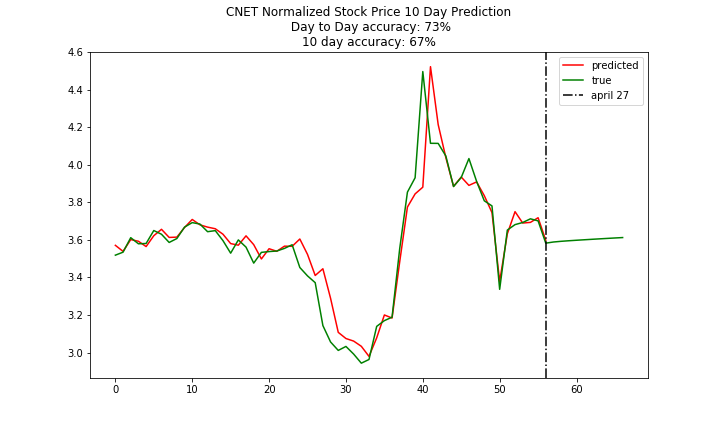 CNET Normalized Stock Price 10 Day Prediction
Day to Day accuracy: 73%
10 day accuracy: 67%
4.6
4.4
4.2
4.0
3.8
3.6
3.4
3.2
3.0
predicted
true
april 27
0 10 20 30 40 50 60